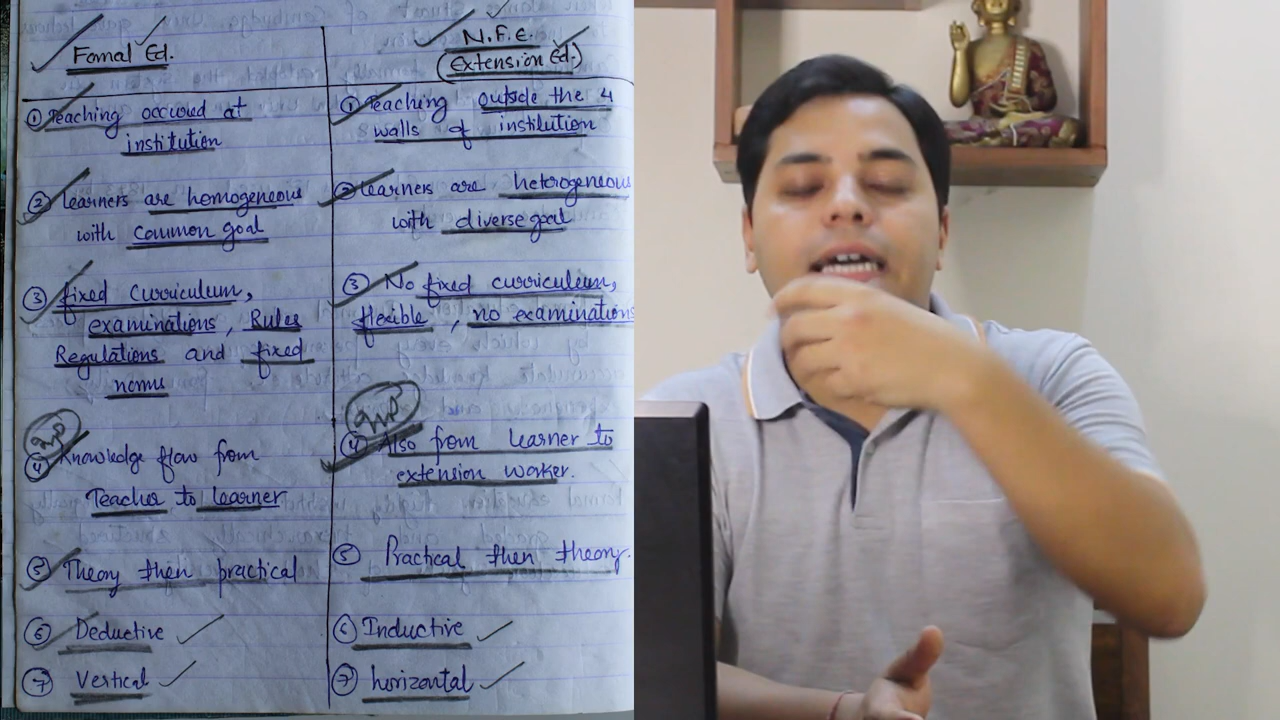 Fomal Ed.
① Teaching occured at
institution
② learners are homogeneous
with common goal
③ fixed Curriculum,
examinations, Rules
Regulations and fixed
norms
Imp
④ Knowledge flow from
Teacher to learner
⑤ Theory then practical
⑥ Deductive
⑦ Vertical
N.F.E.
(Extension Ed.)
① Teaching outside the 4
walls of institution
② learners are heterogeneous
with diverse goal
③ No fixed curriculum,
flexible, no examinations
Imp
④ Also from learner to
extension worker.
⑤ Practical then theory.
⑥ Inductive
⑦ horizontal